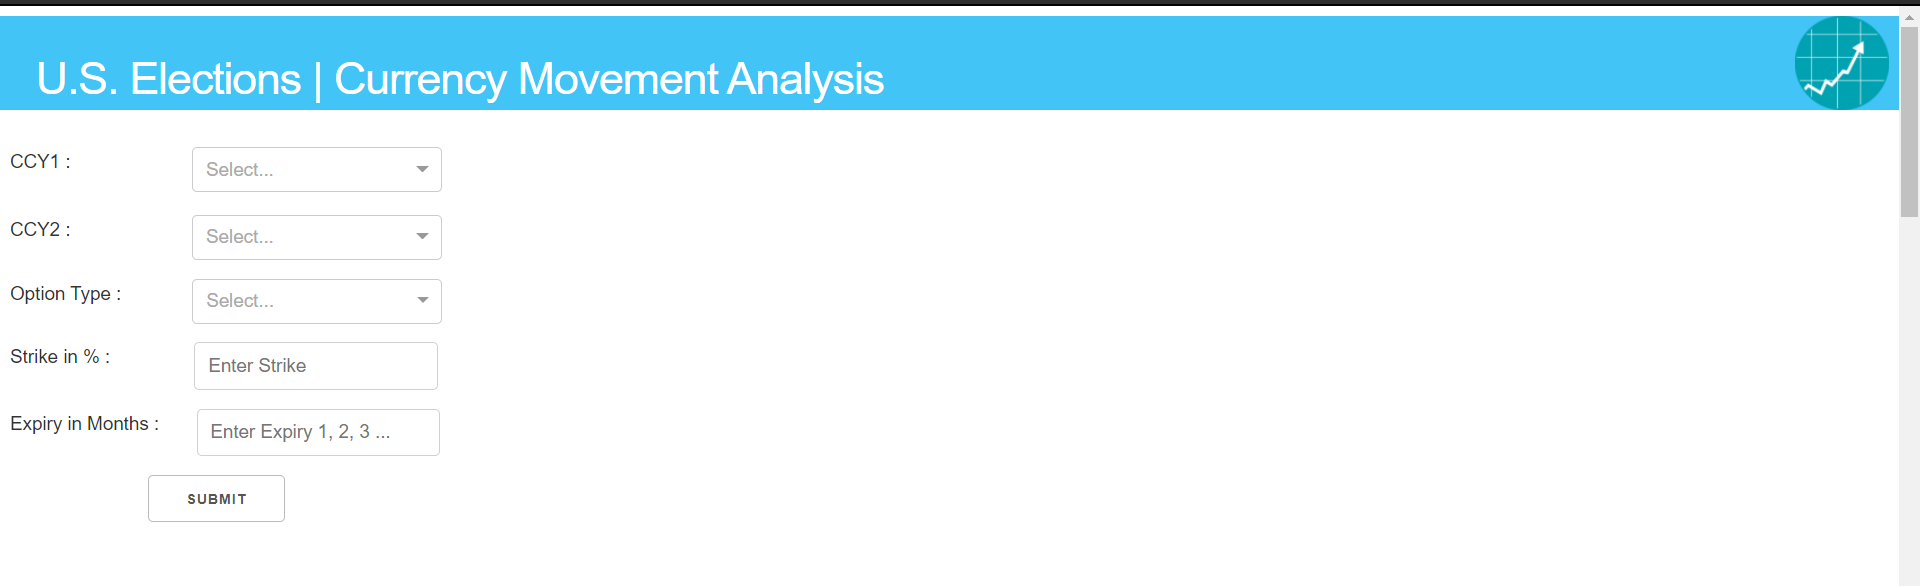 U.S. Elections | Currency Movement Analysis
CCY1 :
Select...
CCY2 :
Select...
Option Type :
Select...
Strike in % :
Enter Strike
Expiry in Months :
Enter Expiry 1, 2, 3 ...
SUBMIT